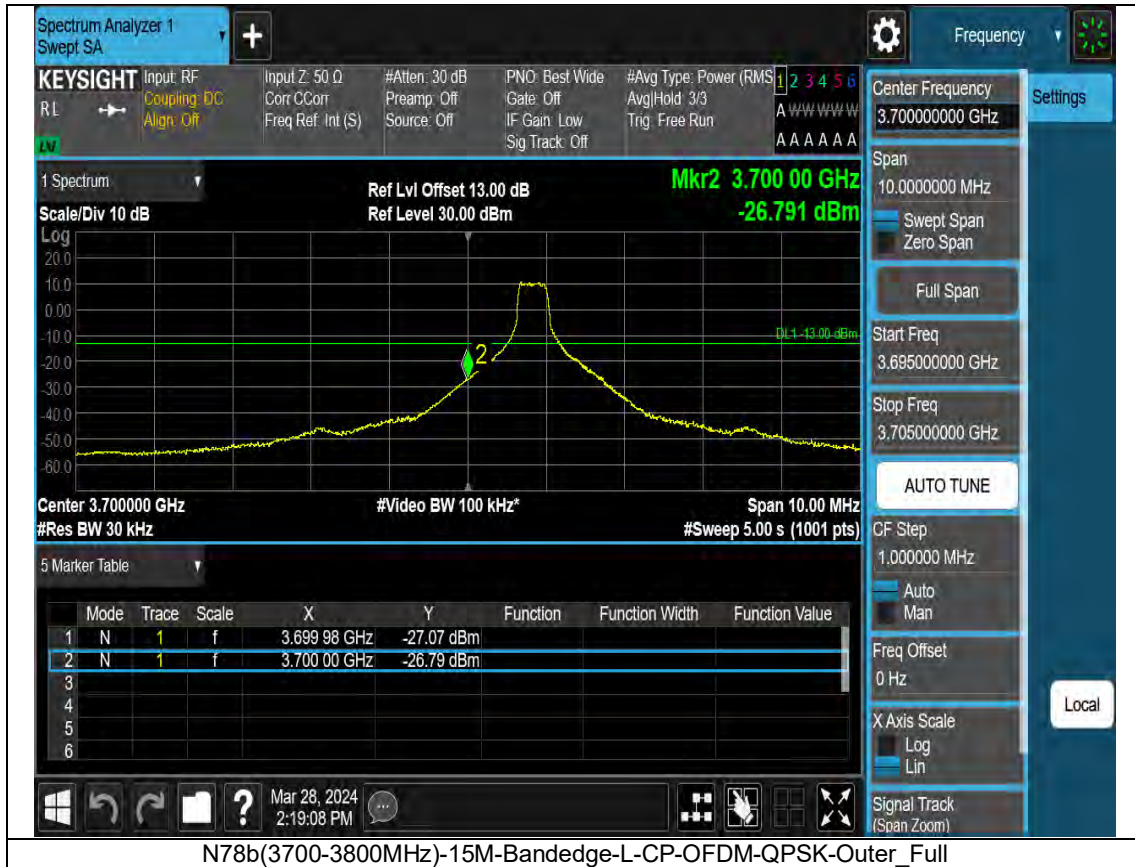 Spectrum Analyzer 1
Swept SA
Frequency
KEYSIGHT Input: RF Input Z: 50 Ω #Atten: 30 dB PNO: Best Wide #Avg Type: Power (RMS 1 2 3 4 5 6
RL Coupling: DC Corr CCorr Preamp: Off Gate: Off Avg|Hold: 3/3 A W W W W W
Align: Off Freq Ref: Int (S) Source: Off IF Gain: Low Trig: Free Run
Sig Track: Off A A A A A A
Center Frequency
3.700000000 GHz
Settings
1 Spectrum
Scale/Div 10 dB
Ref Lvl Offset 13.00 dB
Ref Level 30.00 dBm
Mkr2 3.700 00 GHz
-26.791 dBm
Span
10.0000000 MHz
Swept Span
Zero Span
Full Span
Start Freq
3.695000000 GHz
Stop Freq
3.705000000 GHz
AUTO TUNE
CF Step
1.000000 MHz
Auto
Man
Freq Offset
0 Hz
X Axis Scale
Log
Lin
Signal Track
(Span Zoom)
Local
Log
20.0
10.0
0.00
-10.0
-20.0
-30.0
-40.0
-50.0
-60.0
DL1 -13.00 dBm
2
Center 3.700000 GHz #Video BW 100 kHz* Span 10.00 MHz
#Res BW 30 kHz #Sweep 5.00 s (1001 pts)
5 Marker Table
Mode Trace Scale X Y Function Function Width Function Value
1 N 1 f 3.699 98 GHz -27.07 dBm
2 N 1 f 3.700 00 GHz -26.79 dBm
3
4
5
6
?
Mar 28, 2024
2:19:08 PM
N78b(3700-3800MHz)-15M-Bandedge-L-CP-OFDM-QPSK-Outer_Full